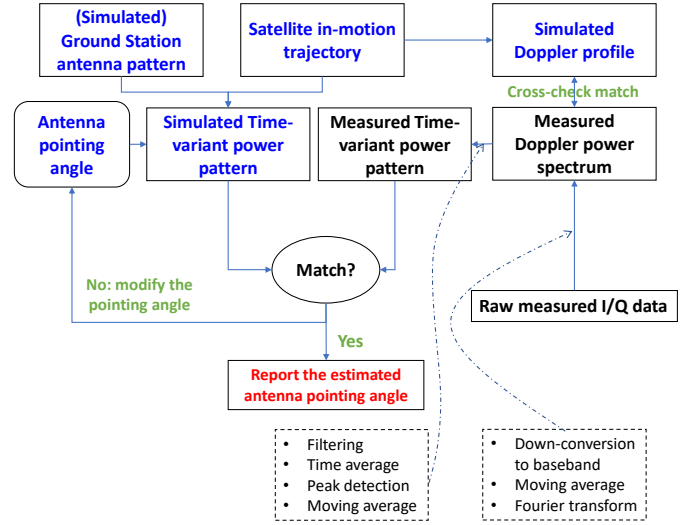 (Simulated)
Ground Station
antenna pattern
Satellite in-motion
trajectory
Simulated
Doppler profile
Cross-check match
Antenna
pointing
angle
Simulated Time-
variant power
pattern
Measured Time-
variant power
pattern
Measured
Doppler power
spectrum
Match?
No: modify the
pointing angle
Raw measured I/Q data
Yes
Report the estimated
antenna pointing angle
• Filtering
• Time average
• Peak detection
• Moving average
• Down-conversion
to baseband
• Moving average
• Fourier transform